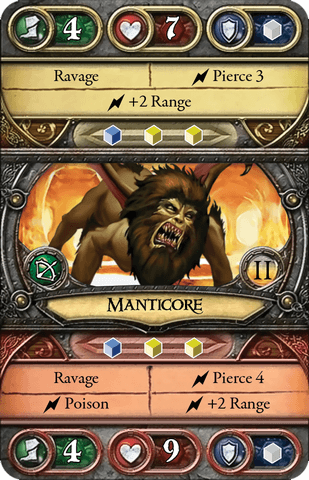 4 7
Ravage Pierce 3
+2 Range
II
MANTICORE
Ravage Pierce 4
Poison +2 Range
4 9